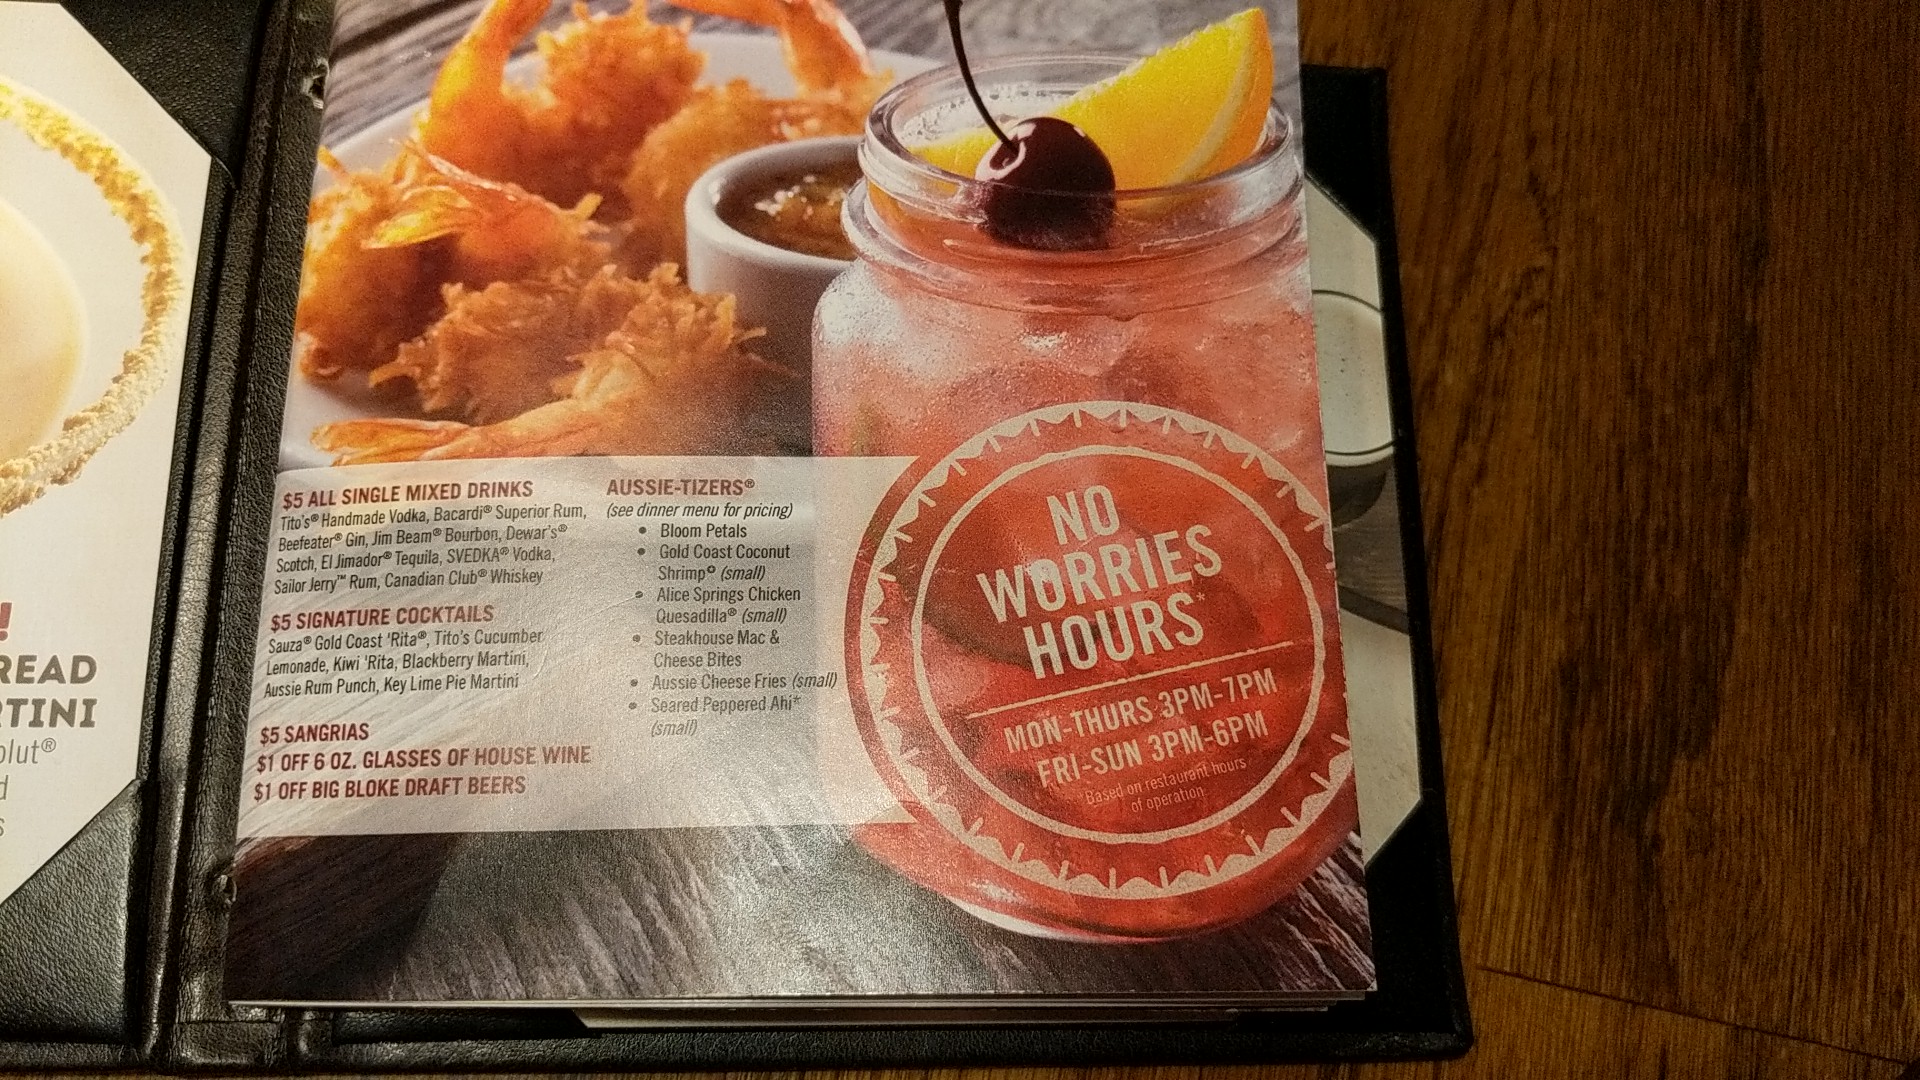 !
READ
TINI
olut®
d
s
$5 ALL SINGLE MIXED DRINKS
Tito's® Handmade Vodka, Bacardi® Superior Rum,
Beefeater® Gin, Jim Beam® Bourbon, Dewar's®
Scotch, El Jimador® Tequila, SVEDKA® Vodka,
Sailor Jerry™ Rum, Canadian Club® Whiskey
$5 SIGNATURE COCKTAILS
Sauza® Gold Coast 'Rita®, Tito's Cucumber
Lemonade, Kiwi 'Rita, Blackberry Martini,
Aussie Rum Punch, Key Lime Pie Martini
$5 SANGRIAS
$1 OFF 6 OZ. GLASSES OF HOUSE WINE
$1 OFF BIG BLOKE DRAFT BEERS
AUSSIE-TIZERS®
(see dinner menu for pricing)
• Bloom Petals
• Gold Coast Coconut
Shrimp® (small)
• Alice Springs Chicken
Quesadilla® (small)
• Steakhouse Mac &
Cheese Bites
• Aussie Cheese Fries (small)
• Seared Peppered Ahi*
(small)
NO
WORRIES
HOURS*
MON-THURS 3PM-7PM
FRI-SUN 3PM-6PM
Based on restaurant hours
of operation